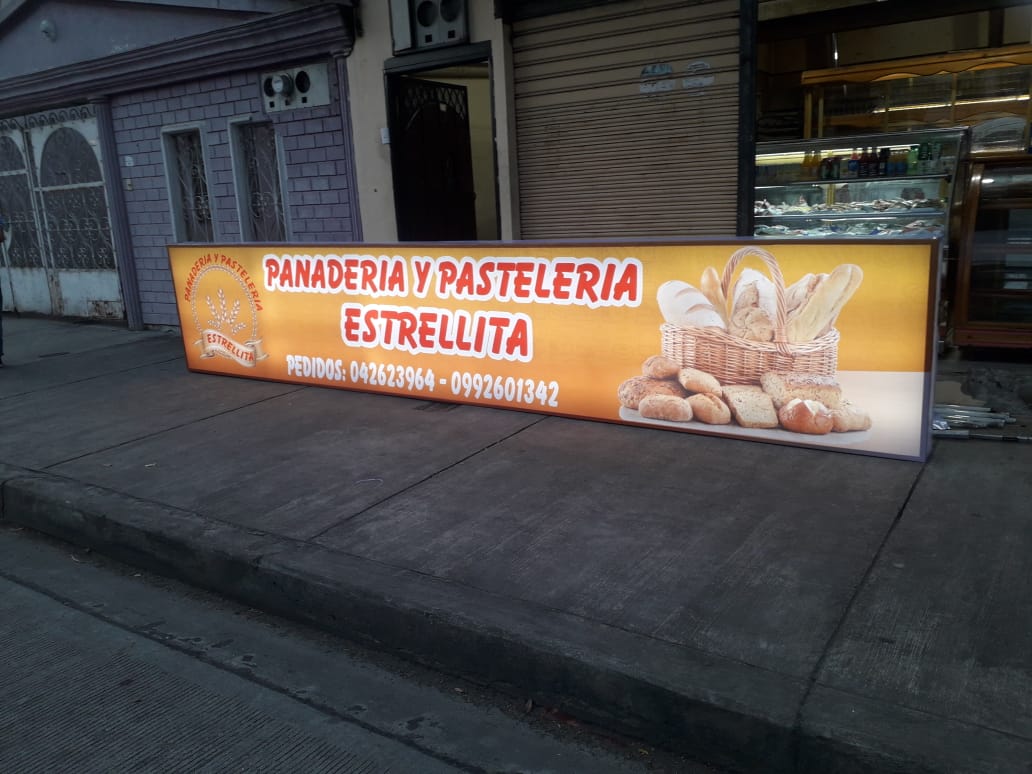 PANADERIA Y PASTELERIA
ESTRELLITA
PANADERIA Y PASTELERIA
ESTRELLITA
PEDIDOS: 042623964 - 0992601342